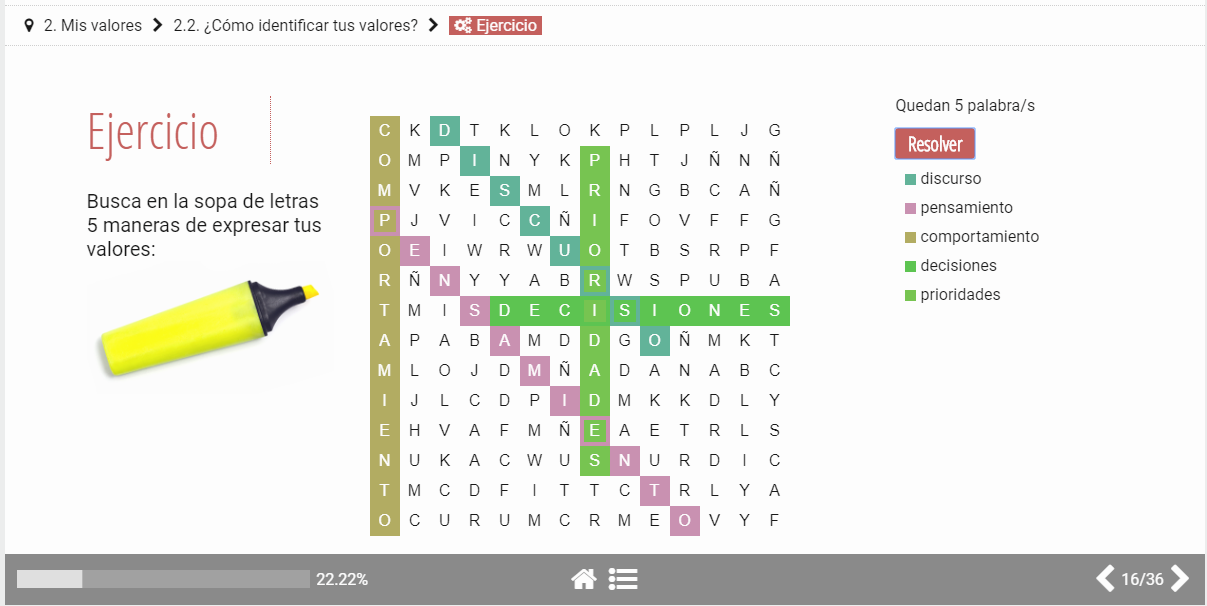 2. Mis valores > 2.2. ¿Cómo identificar tus valores? > Ejercicio
Ejercicio
Busca en la sopa de letras
5 maneras de expresar tus
valores:
C K D T K L O K P L P L J G
O M P I N Y K P H T J Ñ N Ñ
M V K E S M L R N G B C A Ñ
P J V I C C Ñ I F O V F F G
O E I W R W U O T B S R P F
R Ñ N Y Y A B R W S P U B A
T M I S D E C I S I O N E S
A P A B A M D D G O Ñ M K T
M L O J D M Ñ A D A N A B C
I J L C D P I D M K K D L Y
E H V A F M Ñ E A E T R L S
N U K A C W U S N U R D I C
T M C D F I T T C T R L Y A
O C U R U M C R M E O V Y F
Quedan 5 palabra/s
Resolver
discurso
pensamiento
comportamiento
decisiones
prioridades
22.22%
16/36